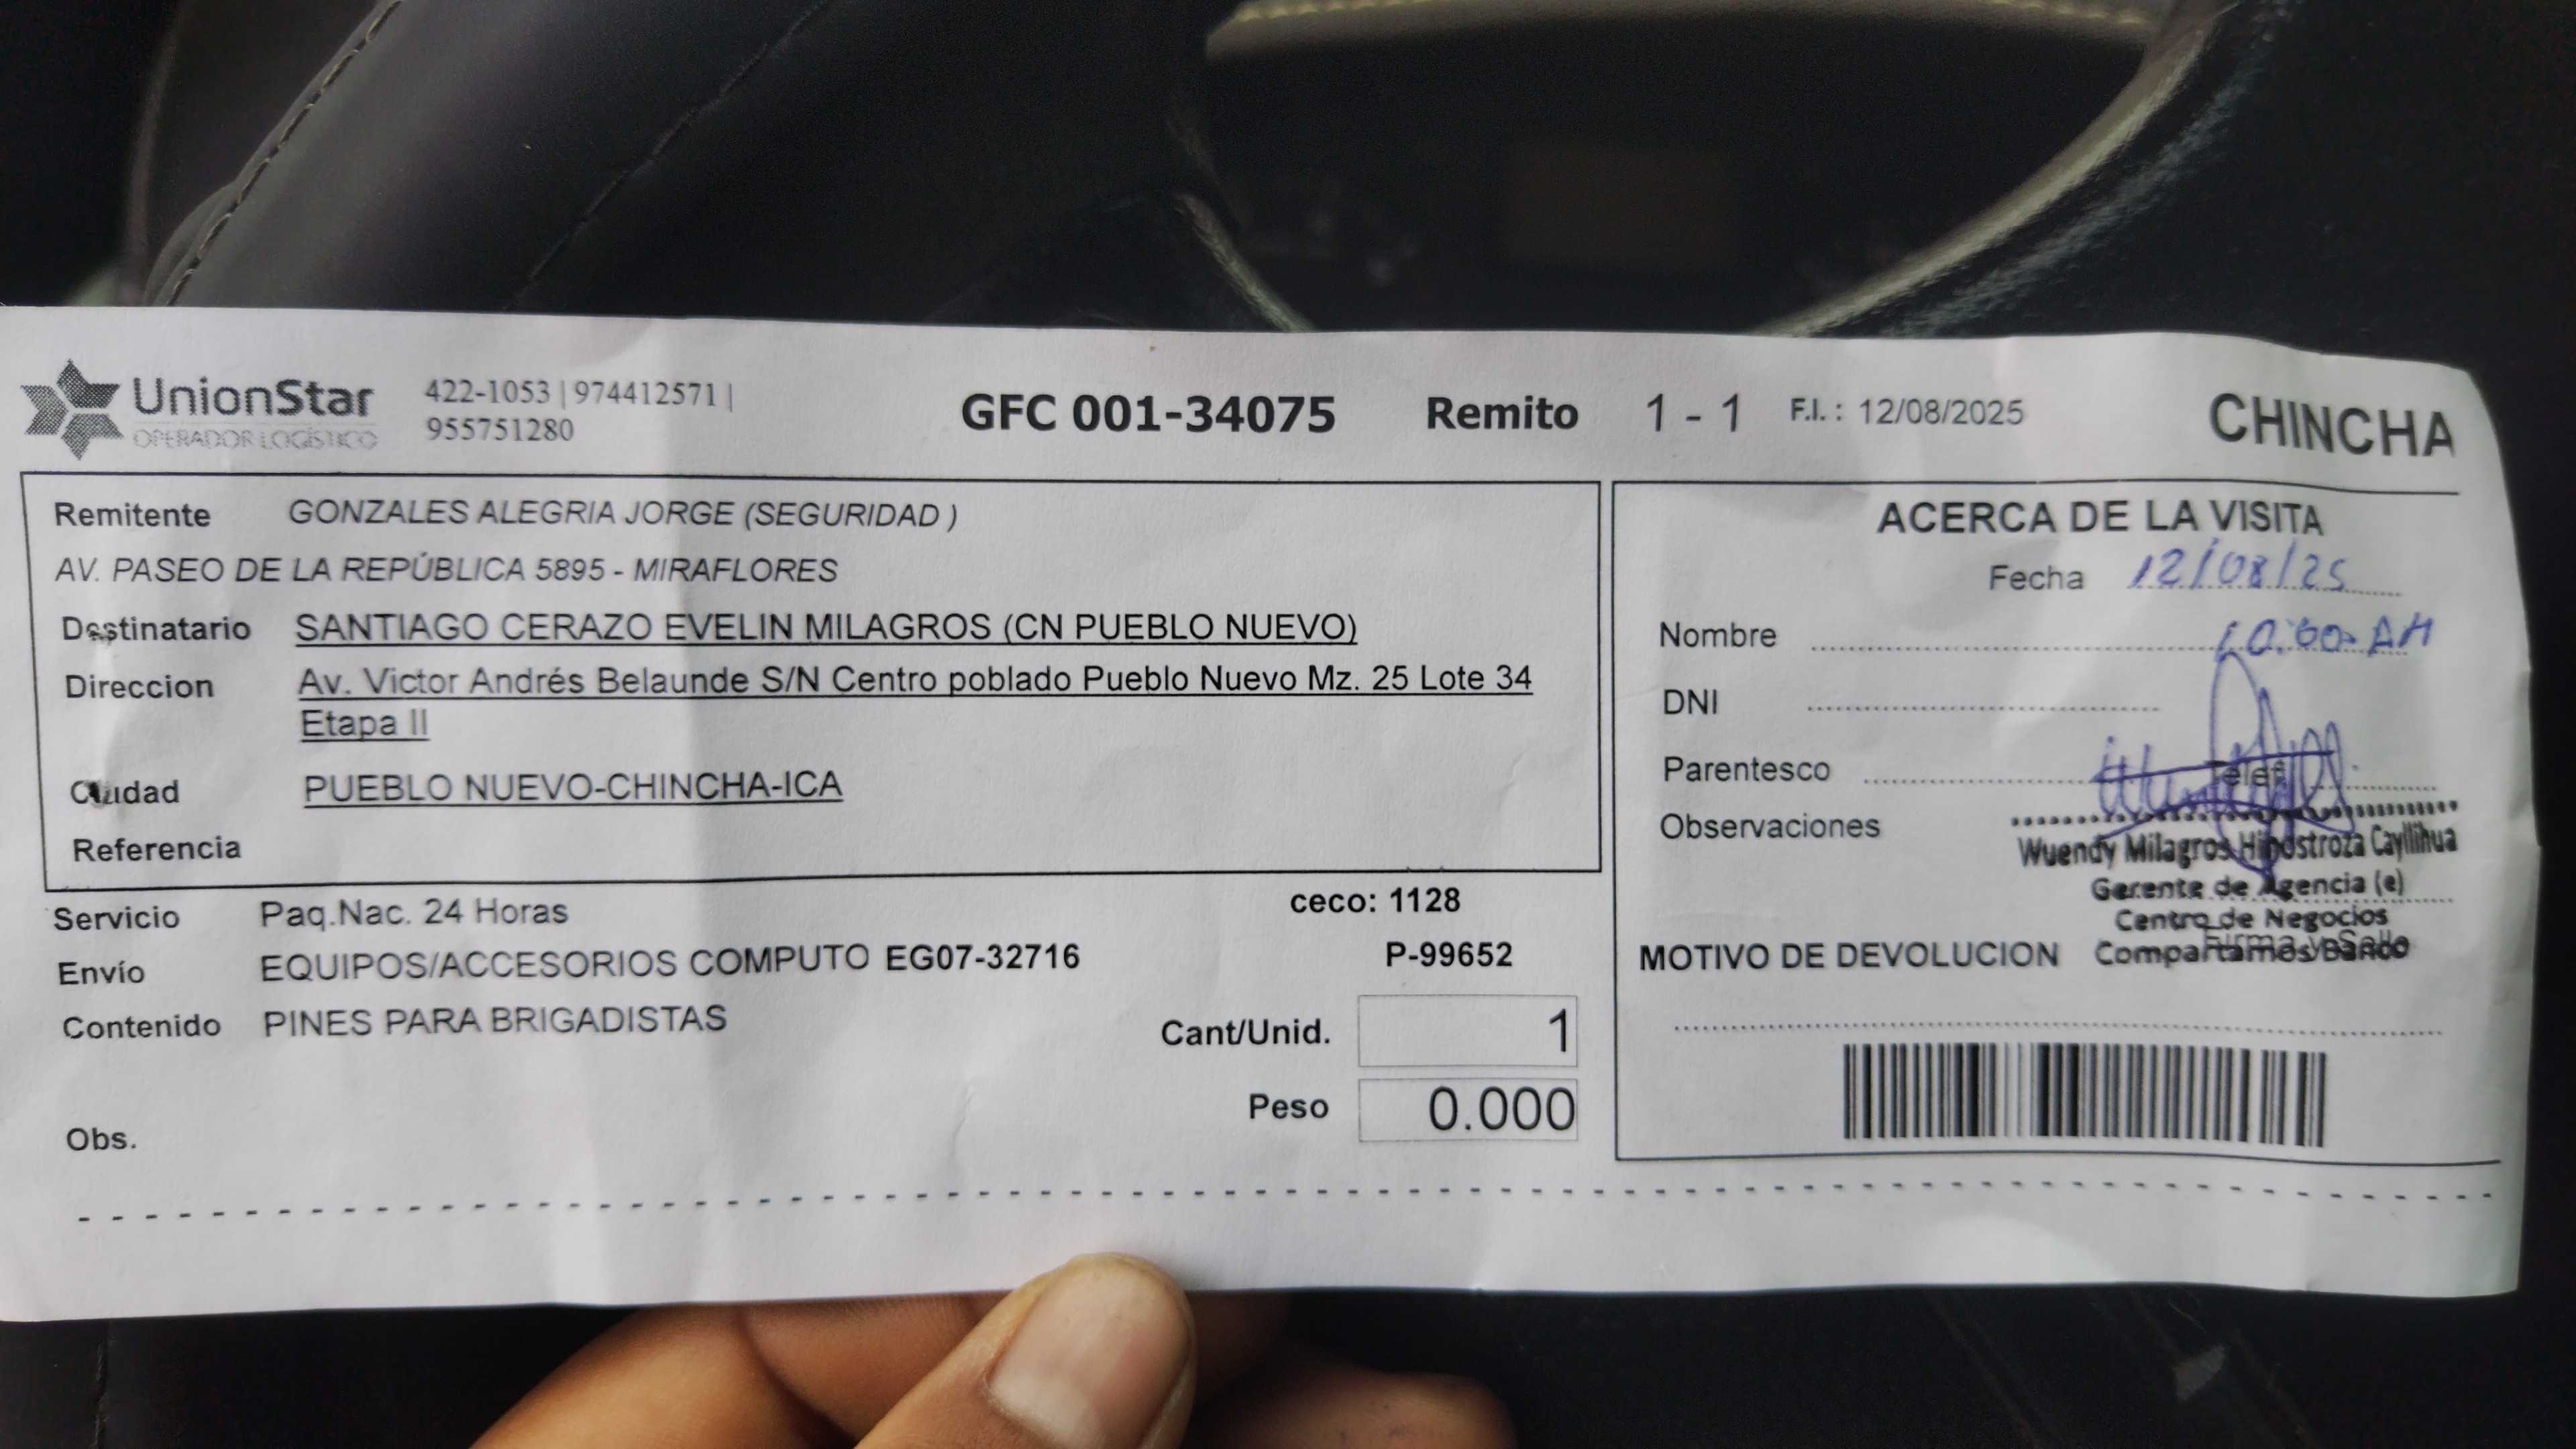 UnionStar
OPERADOR LOGÍSTICO
422-1053 | 974412571 |
955751280
GFC 001-34075 Remito 1 - 1 F.I. : 12/08/2025 CHINCHA
Remitente GONZALES ALEGRIA JORGE (SEGURIDAD )
AV. PASEO DE LA REPÚBLICA 5895 - MIRAFLORES
Destinatario SANTIAGO CERAZO EVELIN MILAGROS (CN PUEBLO NUEVO)
Direccion Av. Victor Andrés Belaunde S/N Centro poblado Pueblo Nuevo Mz. 25 Lote 34
Etapa II
Ciudad PUEBLO NUEVO-CHINCHA-ICA
Referencia
Servicio Paq.Nac. 24 Horas ceco: 1128
Envío EQUIPOS/ACCESORIOS COMPUTO EG07-32716 P-99652
Contenido PINES PARA BRIGADISTAS
Cant/Unid. 1
Peso 0.000
Obs.
ACERCA DE LA VISITA
Fecha 12/08/25
Nombre 10:00 AM
DNI
Parentesco Telef.
Observaciones
Wuendy Milagros Hinostroza Cayllihua
Gerente de Agencia (e)
Centro de Negocios
Compartamos Banco
Firma y Sello
MOTIVO DE DEVOLUCION